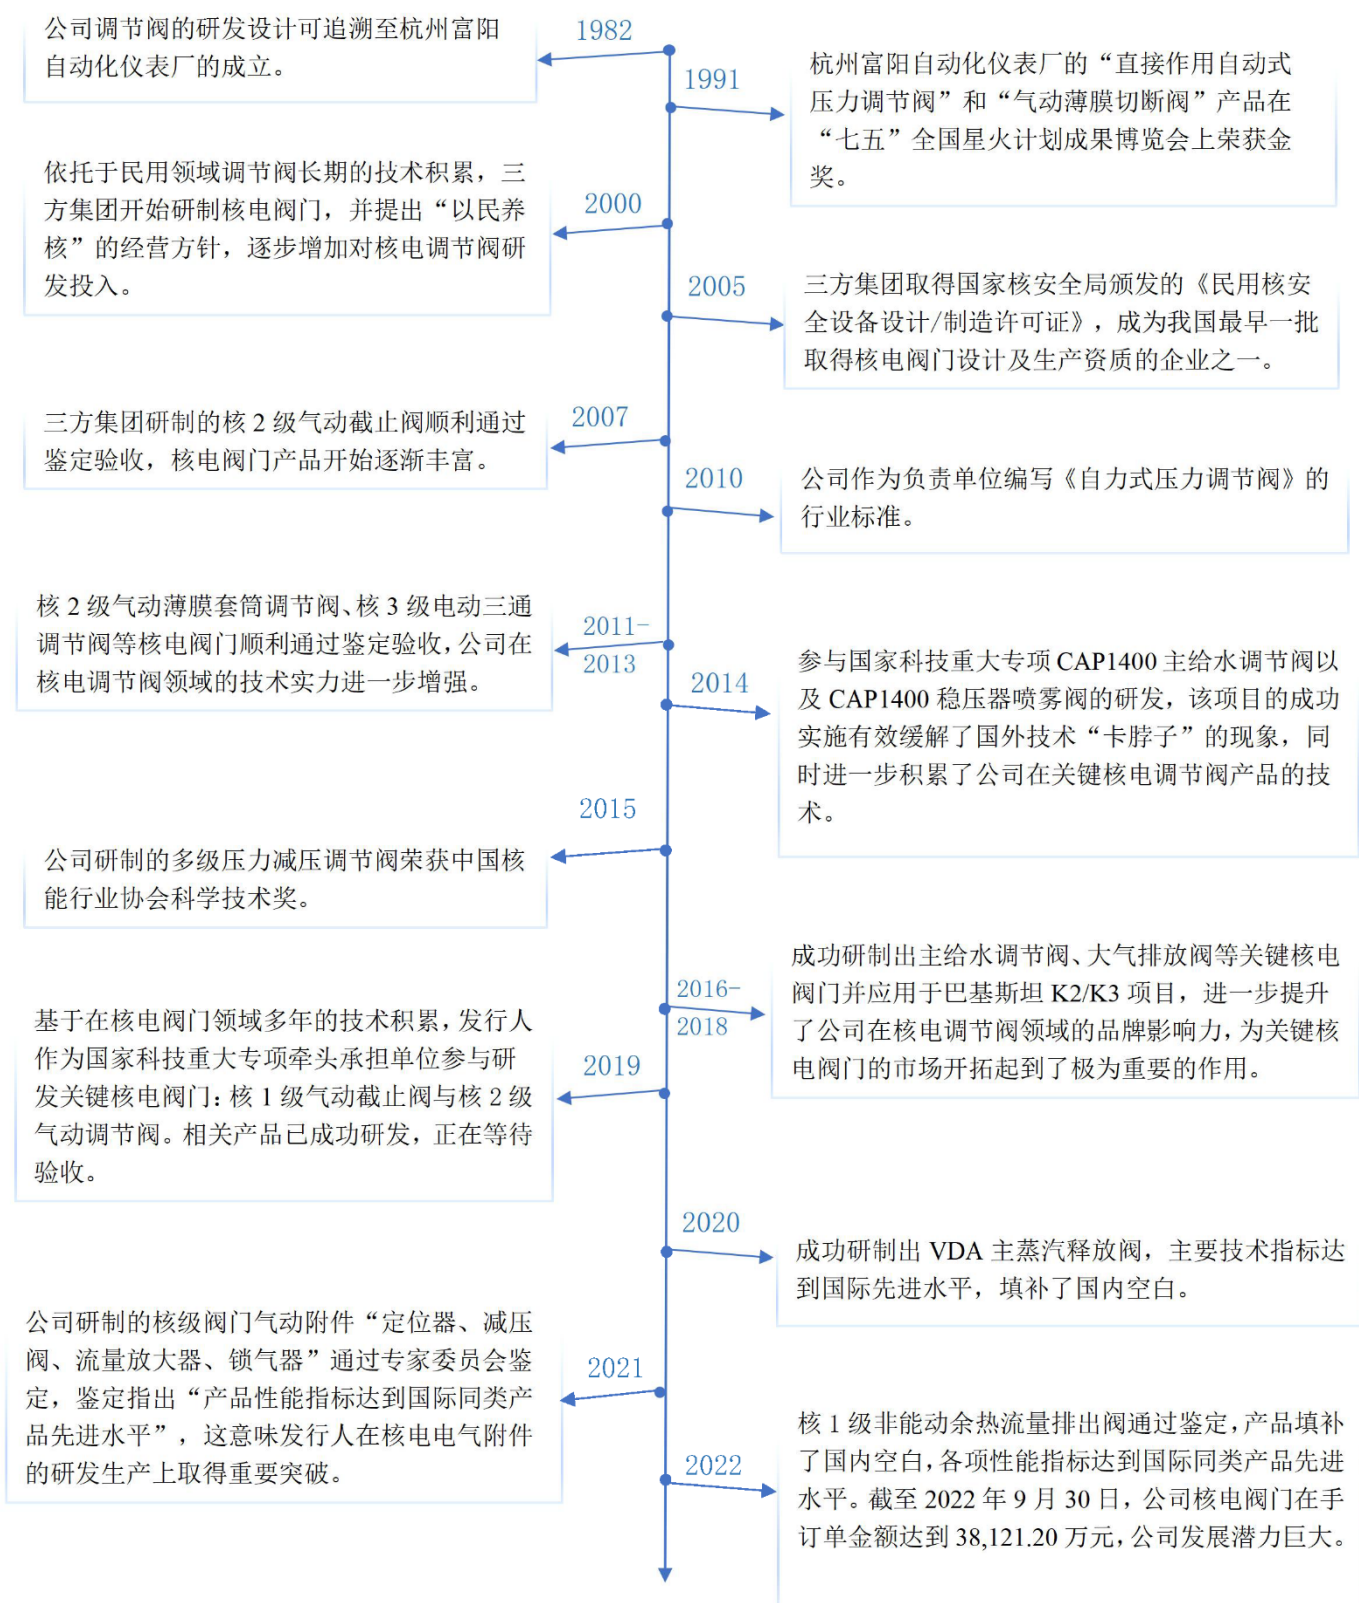 1982
公司调节阀的研发设计可追溯至杭州富阳
自动化仪表厂的成立。
1991
杭州富阳自动化仪表厂的“直接作用自动式
压力调节阀”和“气动薄膜切断阀”产品在
“七五”全国星火计划成果博览会上荣获金
奖。
2000
依托于民用领域调节阀长期的技术积累，三
方集团开始研制核电阀门，并提出“以民养
核”的经营方针，逐步增加对核电调节阀研
发投入。
2005
三方集团取得国家核安全局颁发的《民用核安
全设备设计/制造许可证》，成为我国最早一批
取得核电阀门设计及生产资质的企业之一。
2007
三方集团研制的核 2 级气动截止阀顺利通过
鉴定验收，核电阀门产品开始逐渐丰富。
2010
公司作为负责单位编写《自力式压力调节阀》的
行业标准。
2011-
2013
核 2 级气动薄膜套筒调节阀、核 3 级电动三通
调节阀等核电阀门顺利通过鉴定验收，公司在
核电调节阀领域的技术实力进一步增强。
2014
参与国家科技重大专项 CAP1400 主给水调节阀以
及 CAP1400 稳压器喷雾阀的研发，该项目的成功
实施有效缓解了国外技术“卡脖子”的现象，同
时进一步积累了公司在关键核电调节阀产品的技
术。
2015
公司研制的多级压力减压调节阀荣获中国核
能行业协会科学技术奖。
2016-
2018
成功研制出主给水调节阀、大气排放阀等关键核电
阀门并应用于巴基斯坦 K2/K3 项目，进一步提升
了公司在核电调节阀领域的品牌影响力，为关键核
电阀门的市场开拓起到了极为重要的作用。
2019
基于在核电阀门领域多年的技术积累，发行人
作为国家科技重大专项牵头承担单位参与研
发关键核电阀门：核 1 级气动截止阀与核 2 级
气动调节阀。相关产品已成功研发，正在等待
验收。
2020
成功研制出 VDA 主蒸汽释放阀，主要技术指标达
到国际先进水平，填补了国内空白。
2021
公司研制的核级阀门气动附件“定位器、减压
阀、流量放大器、锁气器”通过专家委员会鉴
定，鉴定指出“产品性能指标达到国际同类产
品先进水平”，这意味发行人在核电电气附件
的研发生产上取得重要突破。
2022
核 1 级非能动余热流量排出阀通过鉴定，产品填补
了国内空白，各项性能指标达到国际同类产品先进
水平。截至 2022 年 9 月 30 日，公司核电阀门在手
订单金额达到 38,121.20 万元，公司发展潜力巨大。